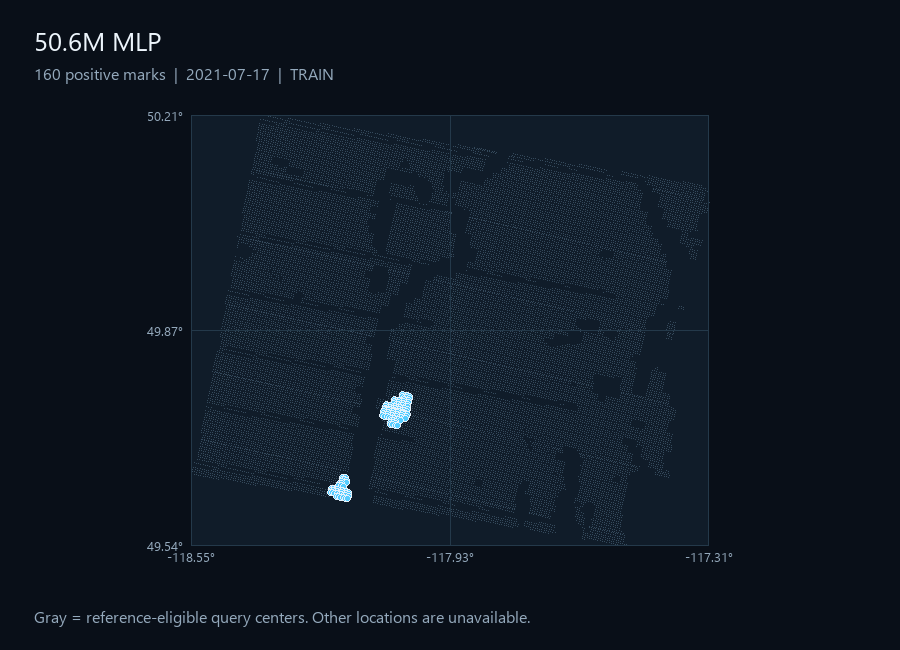 50.6M MLP
160 positive marks | 2021-07-17 | TRAIN
50.21°
49.87°
49.54°
-118.55°
-117.93°
-117.31°
Gray = reference-eligible query centers. Other locations are unavailable.